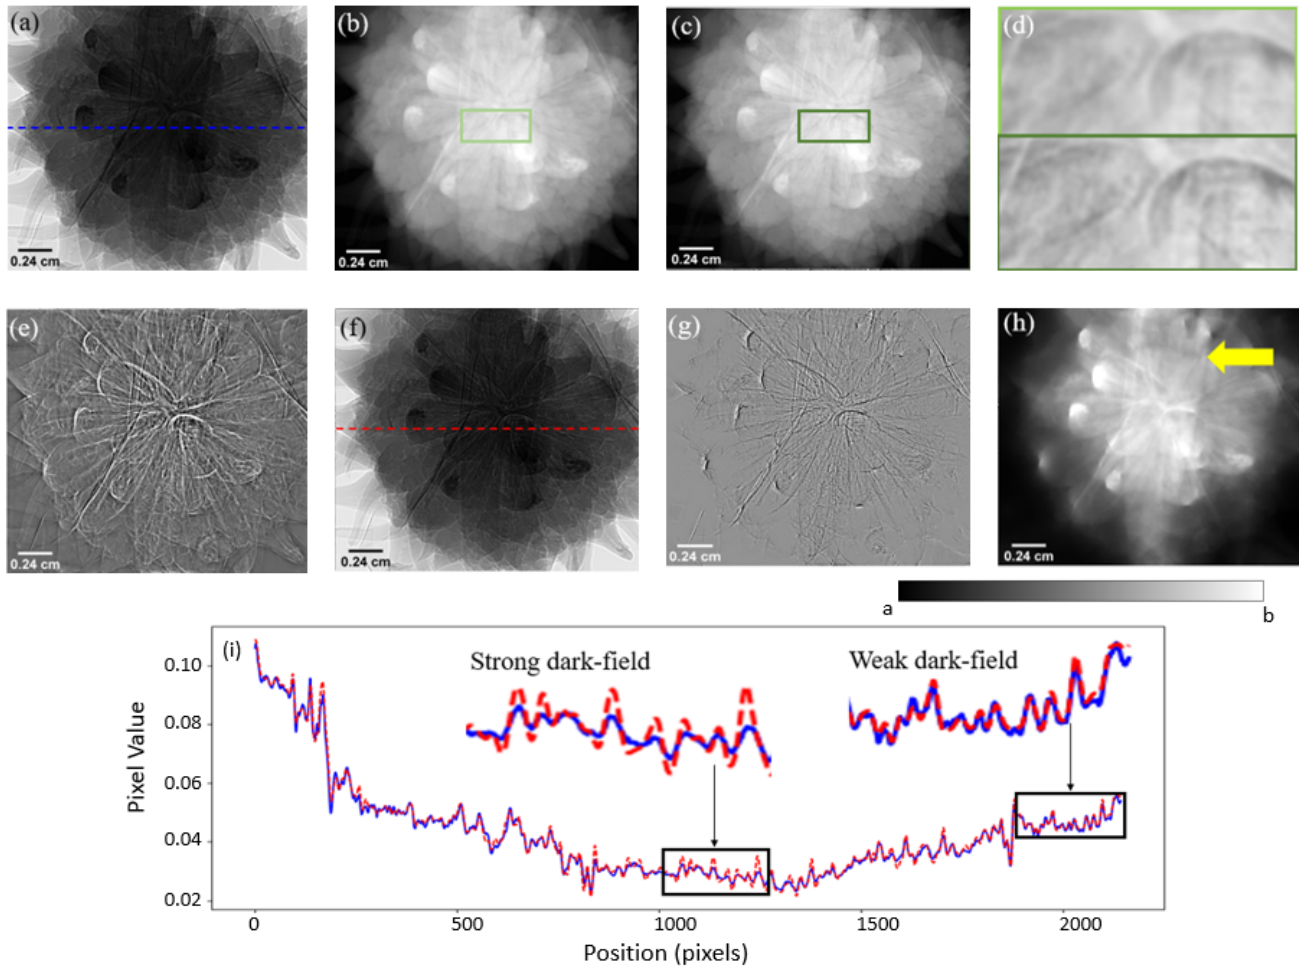 (a)
(b)
(c)
(d)
0.24 cm
0.24 cm
0.24 cm
(e)
(f)
(g)
(h)
0.24 cm
0.24 cm
0.24 cm
0.24 cm
a
b
(i)
Strong dark-field
Weak dark-field
0.10
0.08
0.06
0.04
0.02
Pixel Value
0
500
1000
1500
2000
Position (pixels)